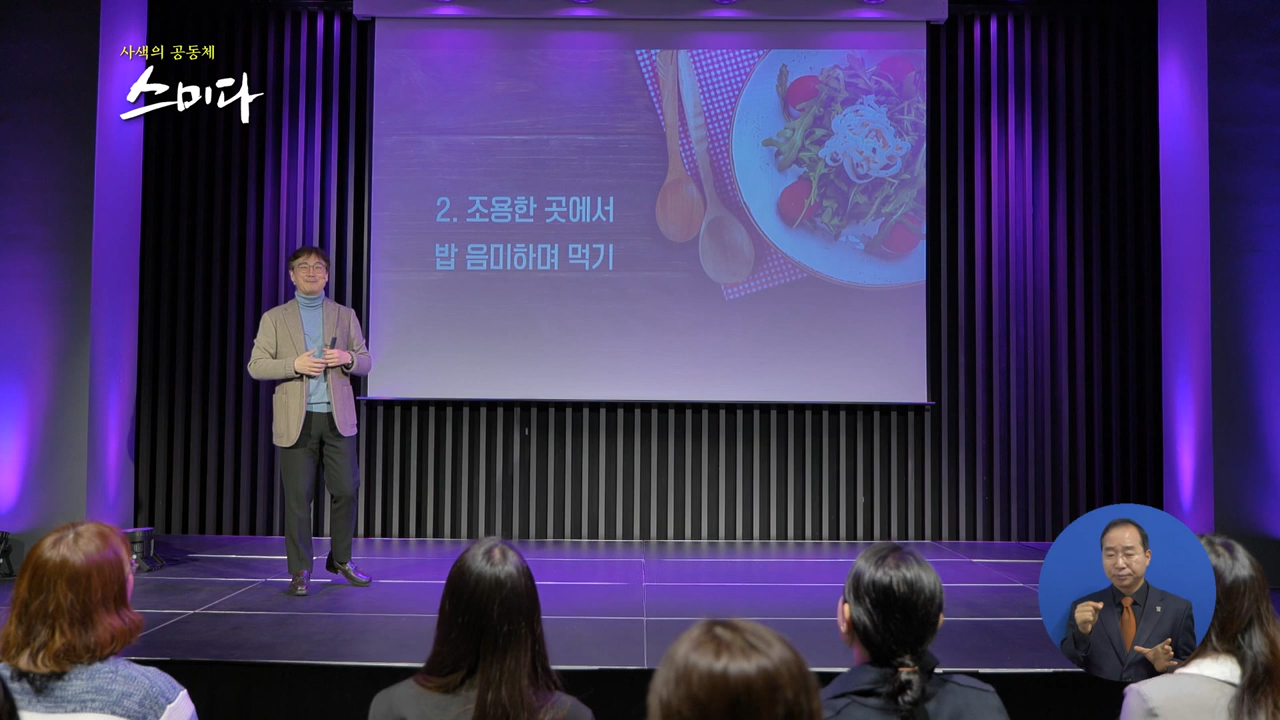 사색의 공동체
스미다
2. 조용한 곳에서
밥 음미하며 먹기